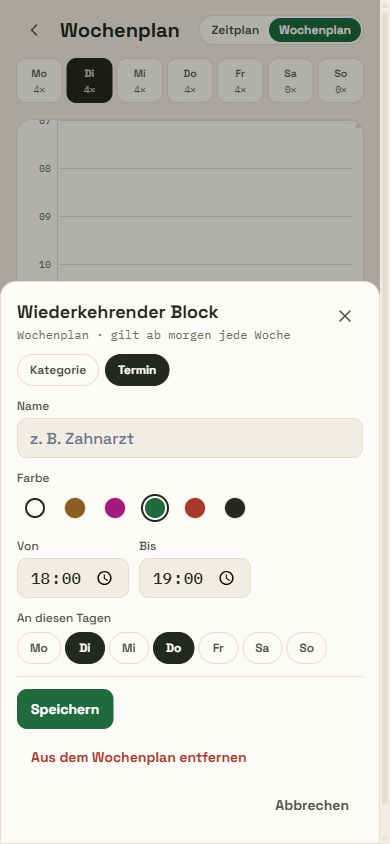 Wochenplan
Zeitplan Wochenplan
Mo Di Mi Do Fr Sa So
4× 4× 4× 4× 4× 0× 0×
07
08
09
10
Wiederkehrender Block
Wochenplan · gilt ab morgen jede Woche
Kategorie Termin
Name
z. B. Zahnarzt
Farbe
Von Bis
18:00 19:00
An diesen Tagen
Mo Di Mi Do Fr Sa So
Speichern
Aus dem Wochenplan entfernen
Abbrechen